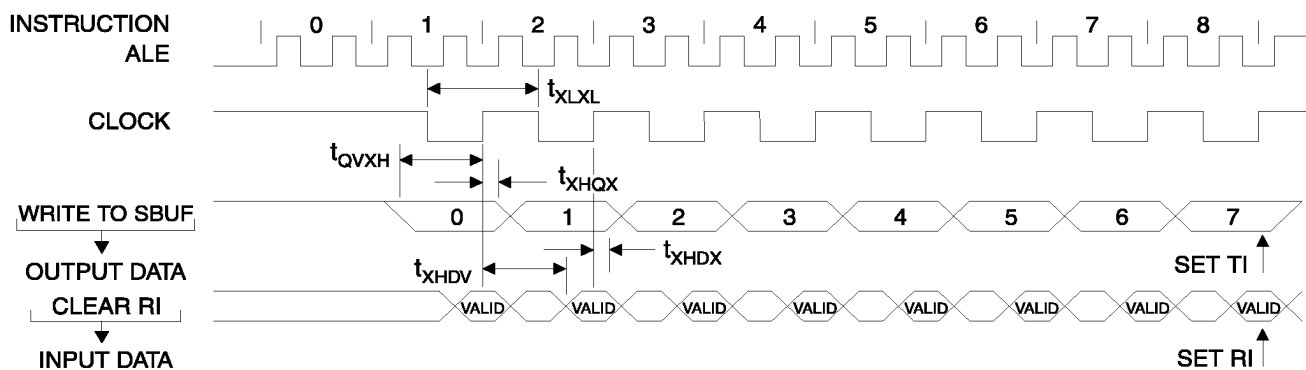 INSTRUCTION 0 1 2 3 4 5 6 7 8
ALE
tXLXL
CLOCK
tQVXH
tXHQX
WRITE TO SBUF 0 1 2 3 4 5 6 7
tXHDX
tXHDV
OUTPUT DATA SET TI
CLEAR RI VALID VALID VALID VALID VALID VALID VALID VALID
INPUT DATA SET RI